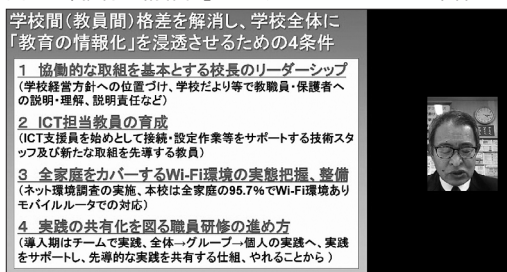 学校間(教員間)格差を解消し、学校全体に
「教育の情報化」を浸透させるための4条件
1 協働的な取組を基本とする校長のリーダーシップ
(学校経営方針への位置づけ、学校だより等で教職員・保護者へ
の説明・理解、説明責任など)
2 ICT担当教員の育成
(ICT支援員を始めとして接続・設定作業等をサポートする技術スタ
ッフ及び新たな取組を先導する教員)
3 全家庭をカバーするWi-Fi環境の実態把握、整備
(ネット環境調査の実施、本校は全家庭の95.7%でWi-Fi環境あり
モバイルルータでの対応)
4 実践の共有化を図る職員研修の進め方
(導入期はチームで実践、全体→グループ→個人の実践へ、実践
をサポートし、先導的な実践を共有する仕組、やれることから)